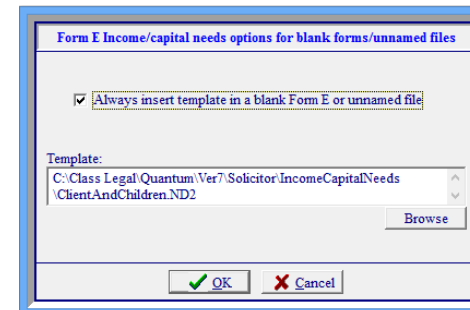 Form E Income/capital needs options for blank forms/unnamed files
Always insert template in a blank Form E or unnamed file
Template:
C:\Class Legal\Quantum\Ver7\Solicitor\IncomeCapitalNeeds
\ClientAndChildren.ND2
Browse
OK Cancel